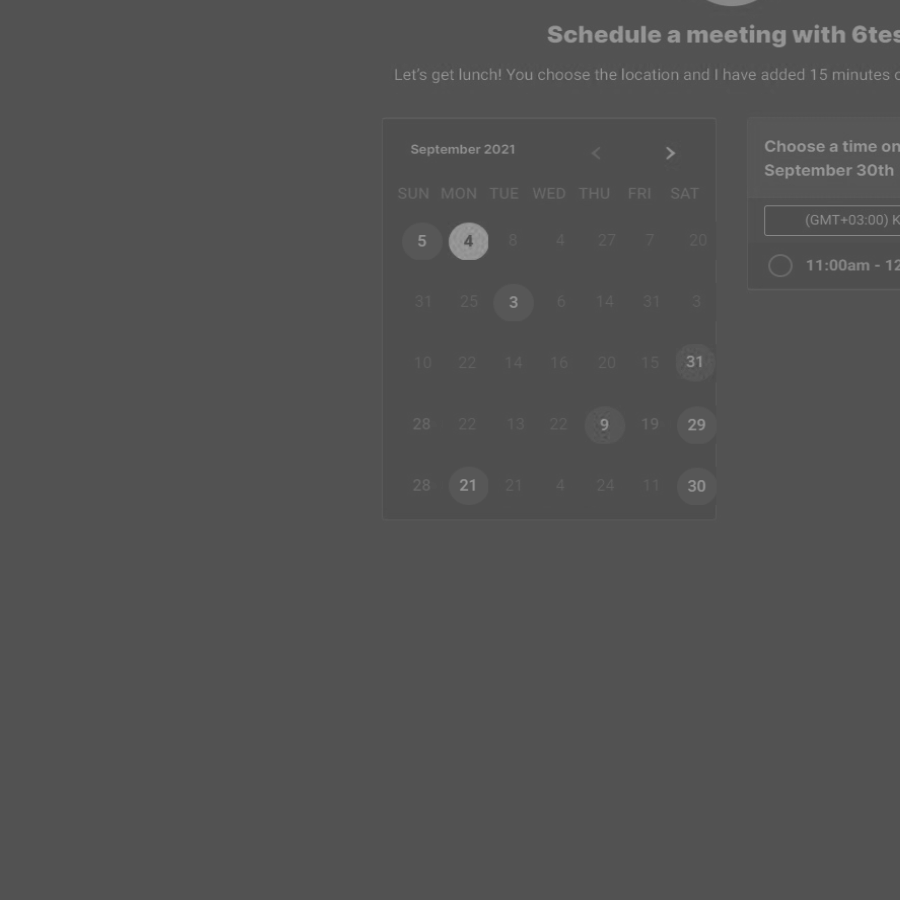 Schedule a meeting with 6tes
Let's get lunch! You choose the location and I have added 15 minutes
September 2021
SUN MON TUE WED THU FRI SAT
5 4 8 4 27 7 20
31 25 3 6 14 31 3
10 22 14 16 20 15 31
28 22 13 22 9 19 29
28 21 21 4 24 11 30
Choose a time on
September 30th
(GMT+03:00) K
11:00am - 12